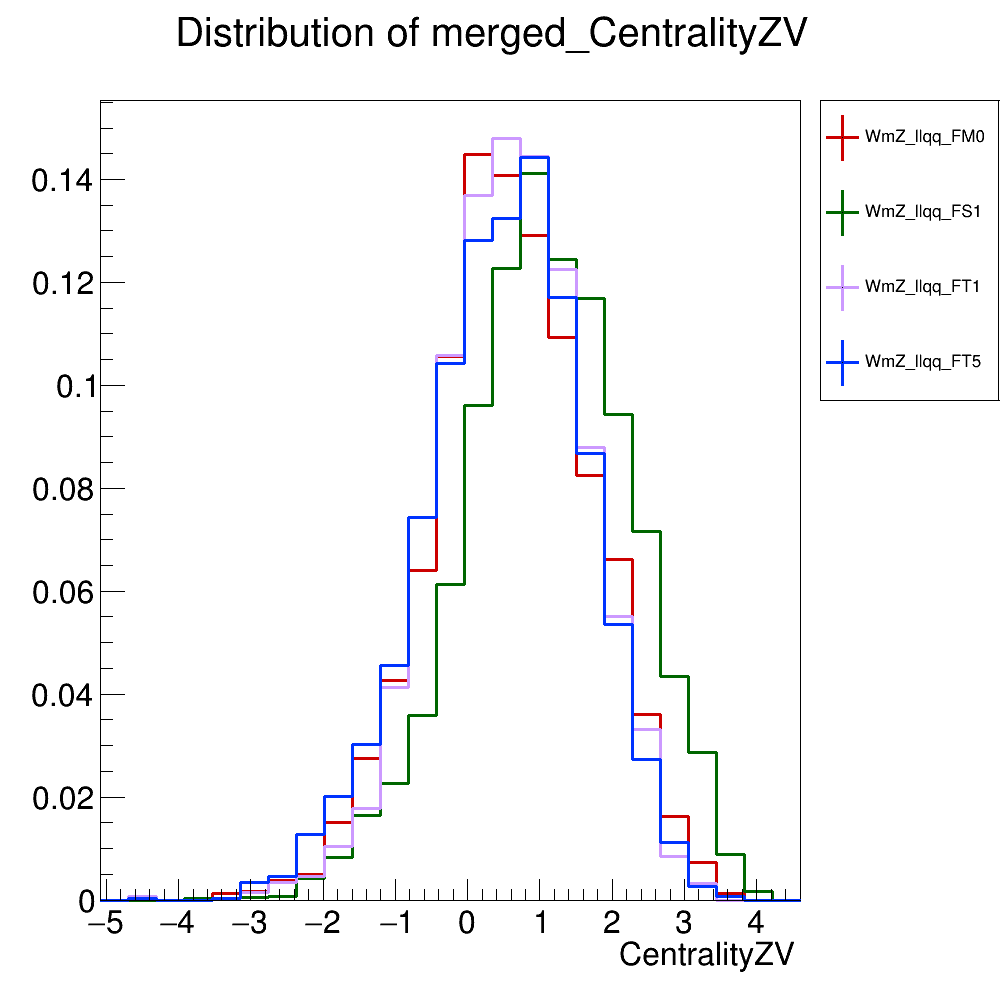 Distribution of merged_CentralityZV
WmZ_llqq_FM0
WmZ_llqq_FS1
WmZ_llqq_FT1
WmZ_llqq_FT5
0.14
0.12
0.1
0.08
0.06
0.04
0.02
0
−5 −4 −3 −2 −1 0 1 2 3 4
CentralityZV